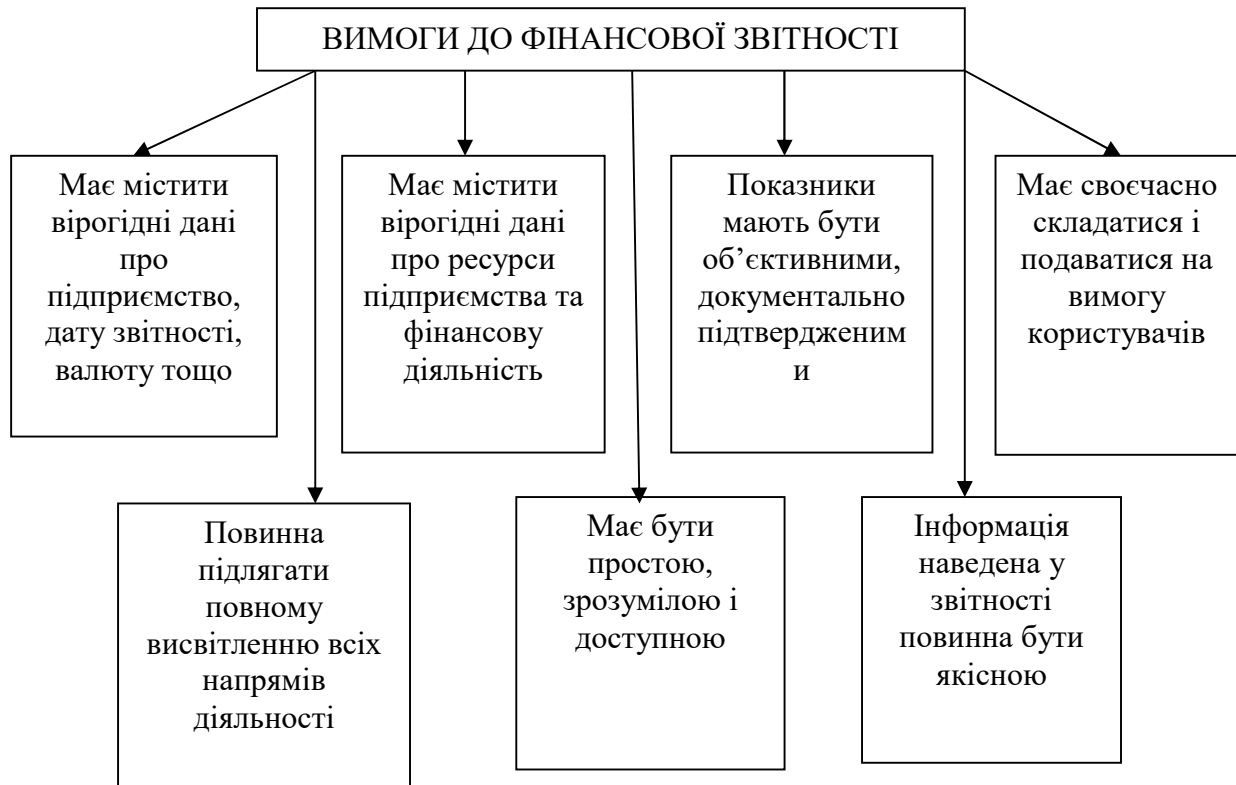 ВИМОГИ ДО ФІНАНСОВОЇ ЗВІТНОСТІ
Має містити
вірогідні дані
про
підприємство,
дату звітності,
валюту тощо
Має містити
вірогідні дані
про ресурси
підприємства та
фінансову
діяльність
Показники
мають бути
об’єктивними,
документально
підтвердженим
и
Має своєчасно
складатися і
подаватися на
вимогу
користувачів
Повинна
підлягати
повному
висвітленню всіх
напрямів
діяльності
Має бути
простою,
зрозумілою і
доступною
Інформація
наведена у
звітності
повинна бути
якісною